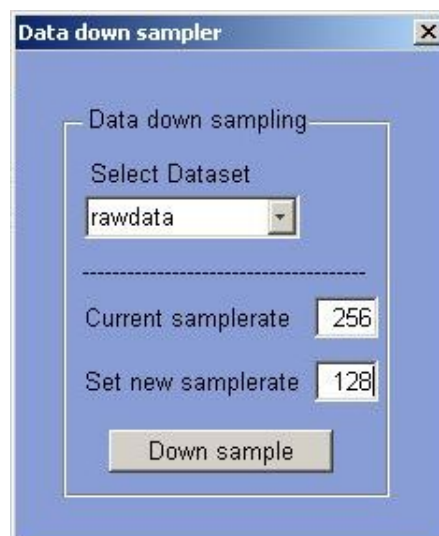 Data down sampler
Data down sampling
Select Dataset
rawdata
--------------------------------------
Current samplerate 256
Set new samplerate 128
Down sample